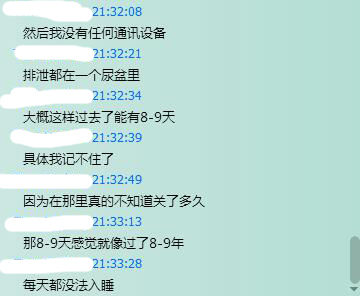 21:32:08
然后我没有任何通讯设备
21:32:21
排泄都在一个尿盆里
21:32:34
大概这样过去了能有8-9天
21:32:39
具体我记不住了
21:32:49
因为在那里真的不知道关了多久
21:33:13
那8-9天感觉就像过了8-9年
21:33:28
每天都没法入睡